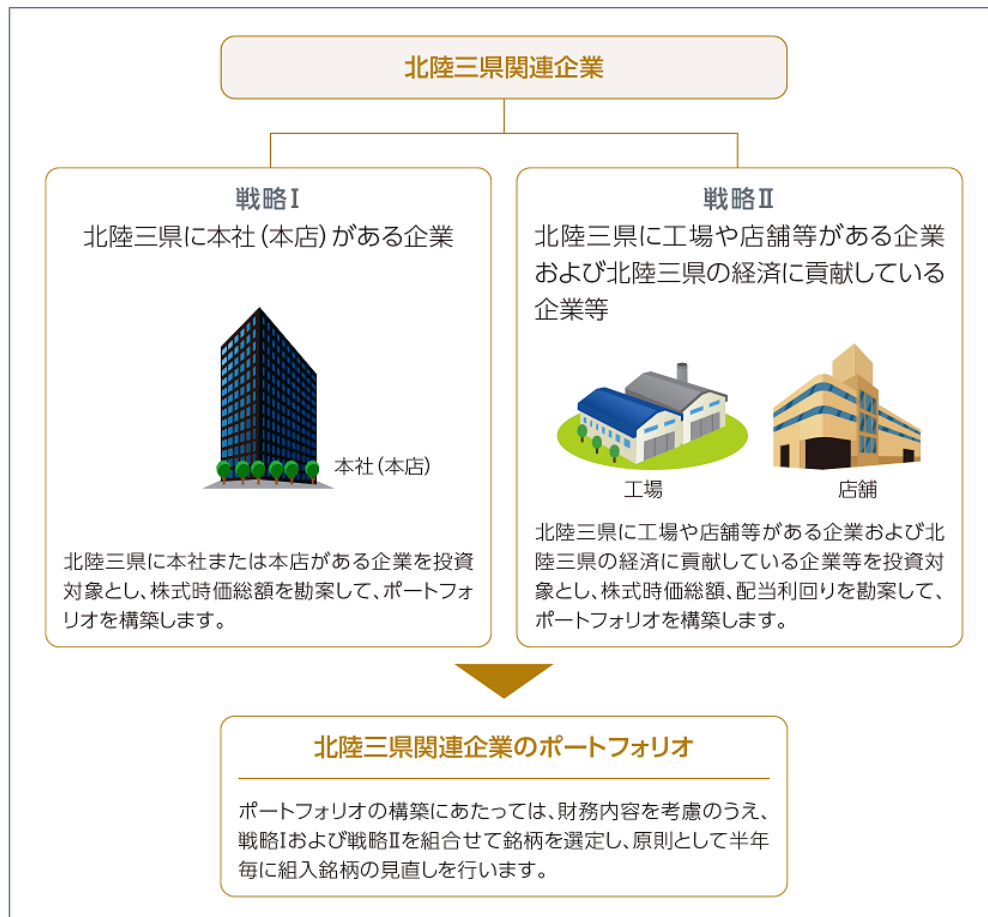 北陸三県関連企業
戦略Ⅰ
北陸三県に本社(本店)がある企業
本社(本店)
北陸三県に本社または本店がある企業を投資
対象とし、株式時価総額を勘案して、ポートフォ
リオを構築します。
戦略Ⅱ
北陸三県に工場や店舗等がある企業
および北陸三県の経済に貢献している
企業等
工場
店舗
北陸三県に工場や店舗等がある企業および北
陸三県の経済に貢献している企業等を投資対
象とし、株式時価総額、配当利回りを勘案して、
ポートフォリオを構築します。
北陸三県関連企業のポートフォリオ
ポートフォリオの構築にあたっては、財務内容を考慮のうえ、
戦略Ⅰおよび戦略Ⅱを組合せて銘柄を選定し、原則として半年
毎に組入銘柄の見直しを行います。